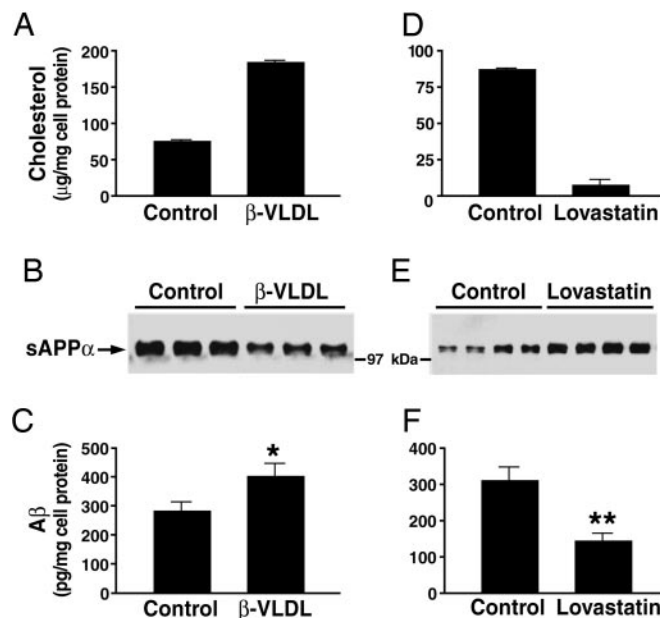 A
Cholesterol
(μg/mg cell protein)
200
150
100
50
0
Control β-VLDL
D
100
75
50
25
0
Control Lovastatin
B
Control β-VLDL
sAPPα
97 kDa
E
Control Lovastatin
C
Aβ
(pg/mg cell protein)
500
400
300
400
100
0
*
Control β-VLDL
F
400
300
200
100
0
**
Control Lovastatin